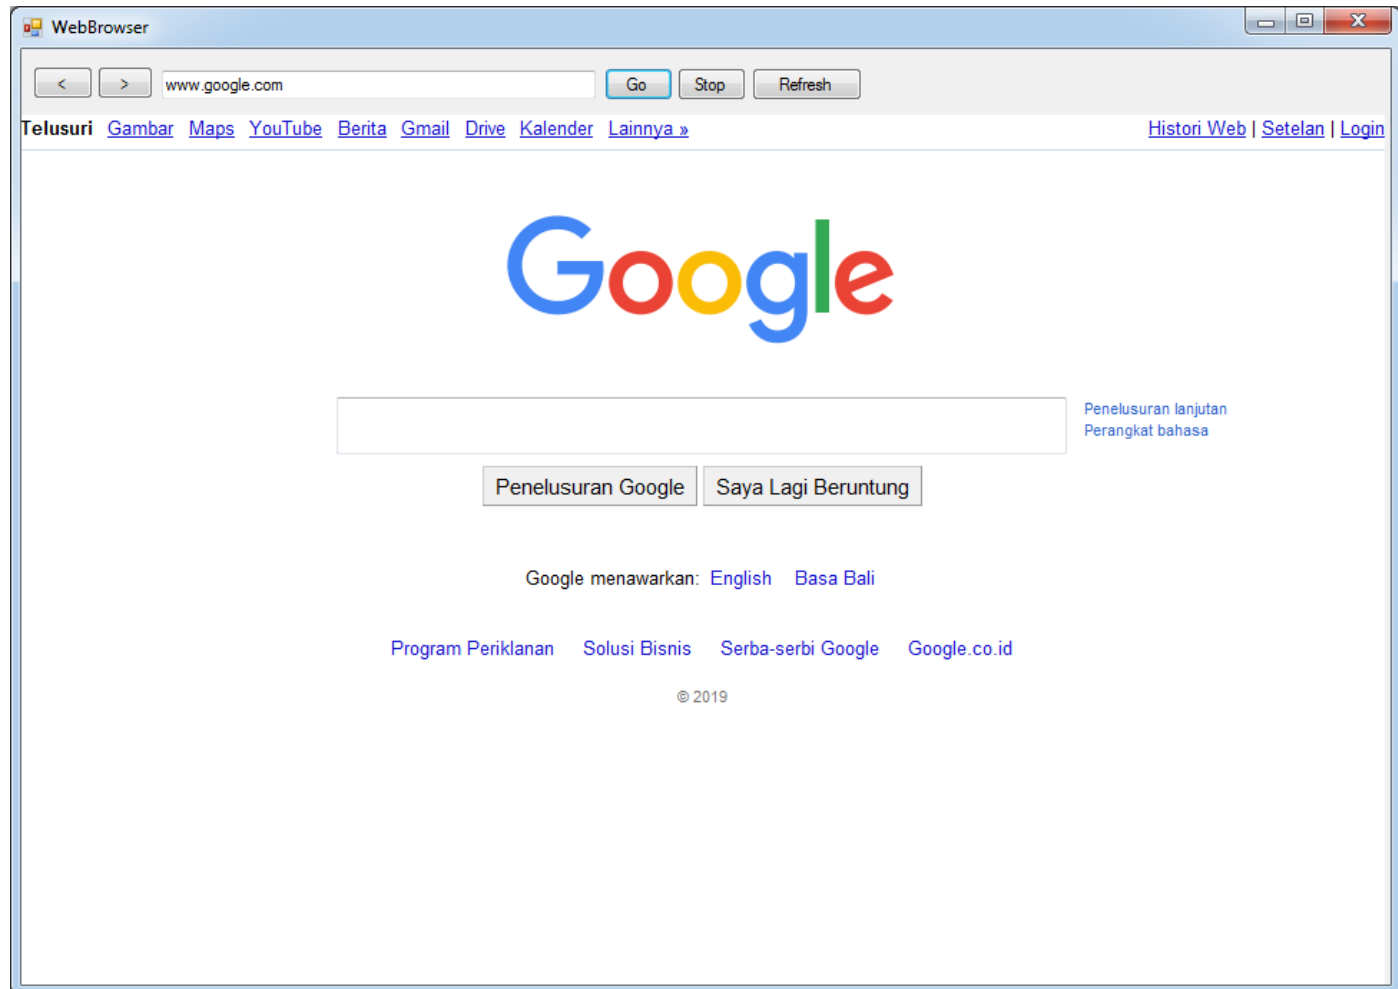 WebBrowser
< > www.google.com Go Stop Refresh
Telusuri Gambar Maps YouTube Berita Gmail Drive Kalender Lainnya » Histori Web | Setelan | Login
Google
Penelusuran lanjutan
Perangkat bahasa
Penelusuran Google Saya Lagi Beruntung
Google menawarkan: English Basa Bali
Program Periklanan Solusi Bisnis Serba-serbi Google Google.co.id
© 2019